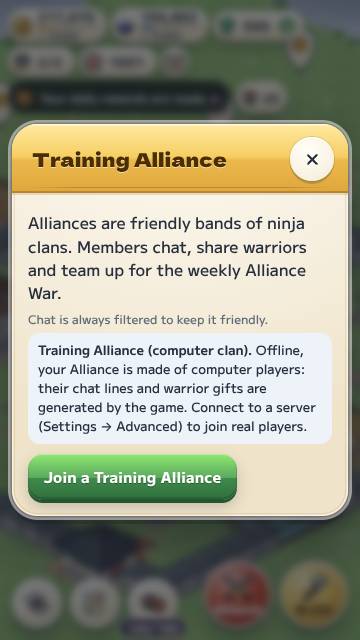 Training Alliance
Alliances are friendly bands of ninja
clans. Members chat, share warriors
and team up for the weekly Alliance
War.
Chat is always filtered to keep it friendly.
Training Alliance (computer clan). Offline,
your Alliance is made of computer players:
their chat lines and warrior gifts are
generated by the game. Connect to a server
(Settings → Advanced) to join real players.
Join a Training Alliance